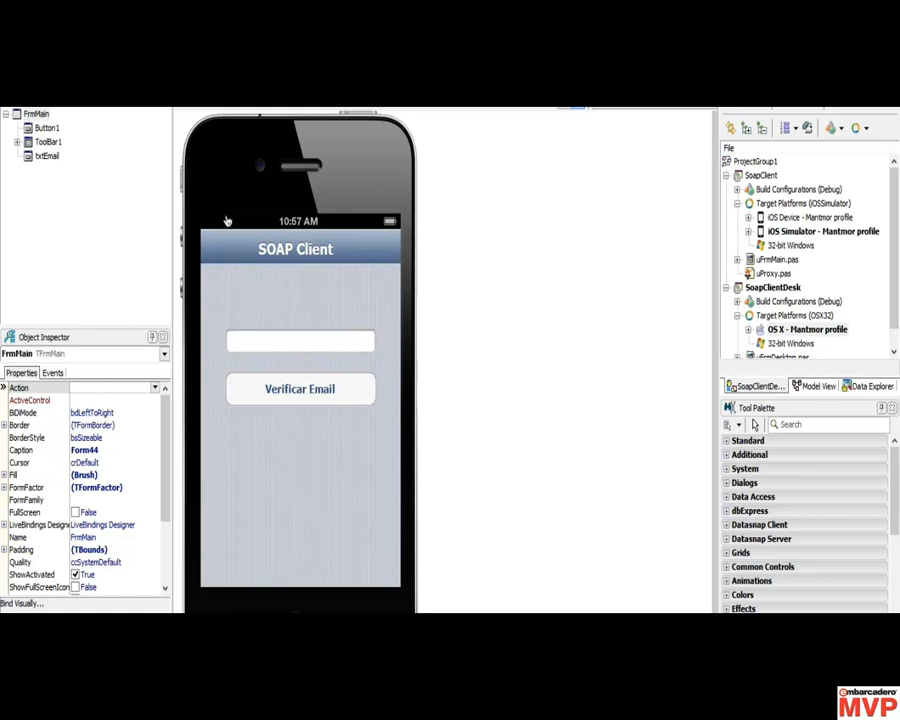 FrmMain
Button1
ToolBar1
txtEmail
Object Inspector
FrmMain TFrmMain
Properties Events
Action
ActiveControl
BiDiMode bdLeftToRight
Border (TFormBorder)
BorderStyle bsSizeable
Caption Form44
Cursor crDefault
Fill (Brush)
FormFactor (TFormFactor)
FormFamily
FullScreen False
LiveBindings Designe LiveBindings Designer
Name FrmMain
Padding (TBounds)
Quality ccSystemDefault
ShowActivated True
ShowFullScreenIcon False
Bind Visually...
10:57 AM
SOAP Client
Verificar Email
File
ProjectGroup1
SoapClient
Build Configurations (Debug)
Target Platforms (iOSSimulator)
iOS Device - Mantmor profile
iOS Simulator - Mantmor profile
32-bit Windows
uFrmMain.pas
uProxy.pas
SoapClientDesk
Build Configurations (Debug)
Target Platforms (OSX32)
OS X - Mantmor profile
32-bit Windows
uFrmDesktop.pas
SoapClientDe... Model View Data Explorer
Tool Palette
Search
Standard
Additional
System
Dialogs
Data Access
dbExpress
Datasnap Client
Datasnap Server
Grids
Common Controls
Animations
Colors
Effects
embarcadero
MVP